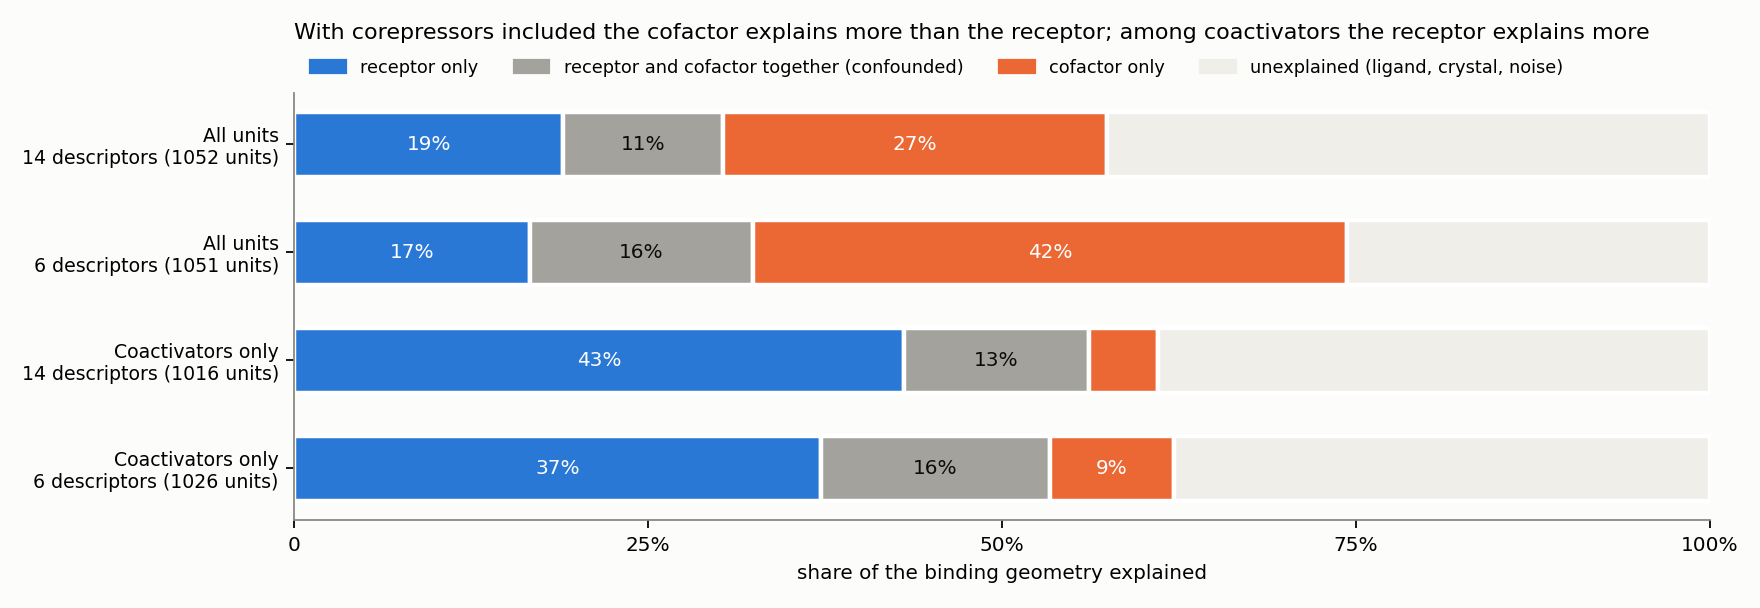 With corepressors included the cofactor explains more than the receptor; among coactivators the receptor explains more
receptor only
receptor and cofactor together (confounded)
cofactor only
unexplained (ligand, crystal, noise)
All units
14 descriptors (1052 units)
19%
11%
27%
All units
6 descriptors (1051 units)
17%
16%
42%
Coactivators only
14 descriptors (1016 units)
43%
13%
Coactivators only
6 descriptors (1026 units)
37%
16%
9%
0
25%
50%
75%
100%
share of the binding geometry explained